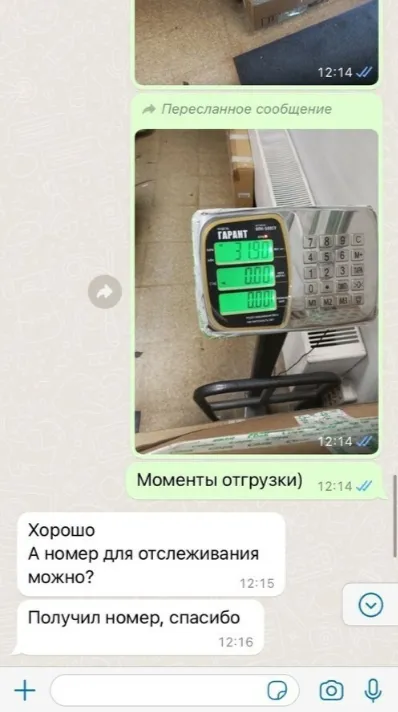 12:14
Пересланное сообщение
ГАРАНТ
31.90
0.00
0.00
7 8 9 C
4 5 6 M+
1 2 3
0
M1 M2 M3
12:14
Моменты отгрузки)
12:14
Хорошо
А номер для отслеживания
можно?
12:15
Получил номер, спасибо
12:16